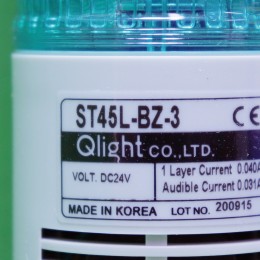 ST45L-BZ-3 CE
Qlight CO.,LTD.
VOLT. DC24V
1 Layer Current 0.040A
Audible Current 0.031A
MADE IN KOREA LOT NO. 200915